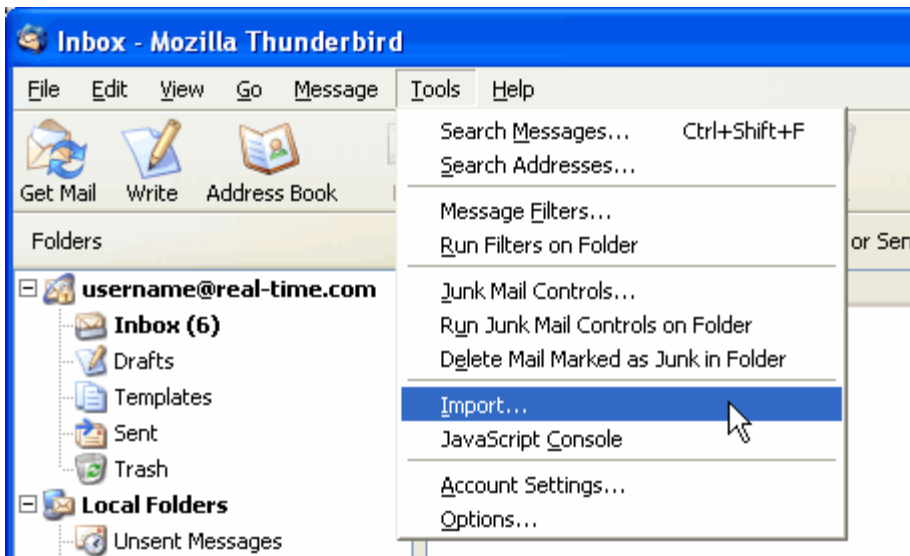 Inbox - Mozilla Thunderbird
File Edit View Go Message Tools Help
Get Mail Write Address Book
Search Messages... Ctrl+Shift+F
Search Addresses...
Message Filters...
Run Filters on Folder
Junk Mail Controls...
Run Junk Mail Controls on Folder
Delete Mail Marked as Junk in Folder
Import...
JavaScript Console
Account Settings...
Options...
Folders
or Sen
username@real-time.com
Inbox (6)
Drafts
Templates
Sent
Trash
Local Folders
Unsent Messages